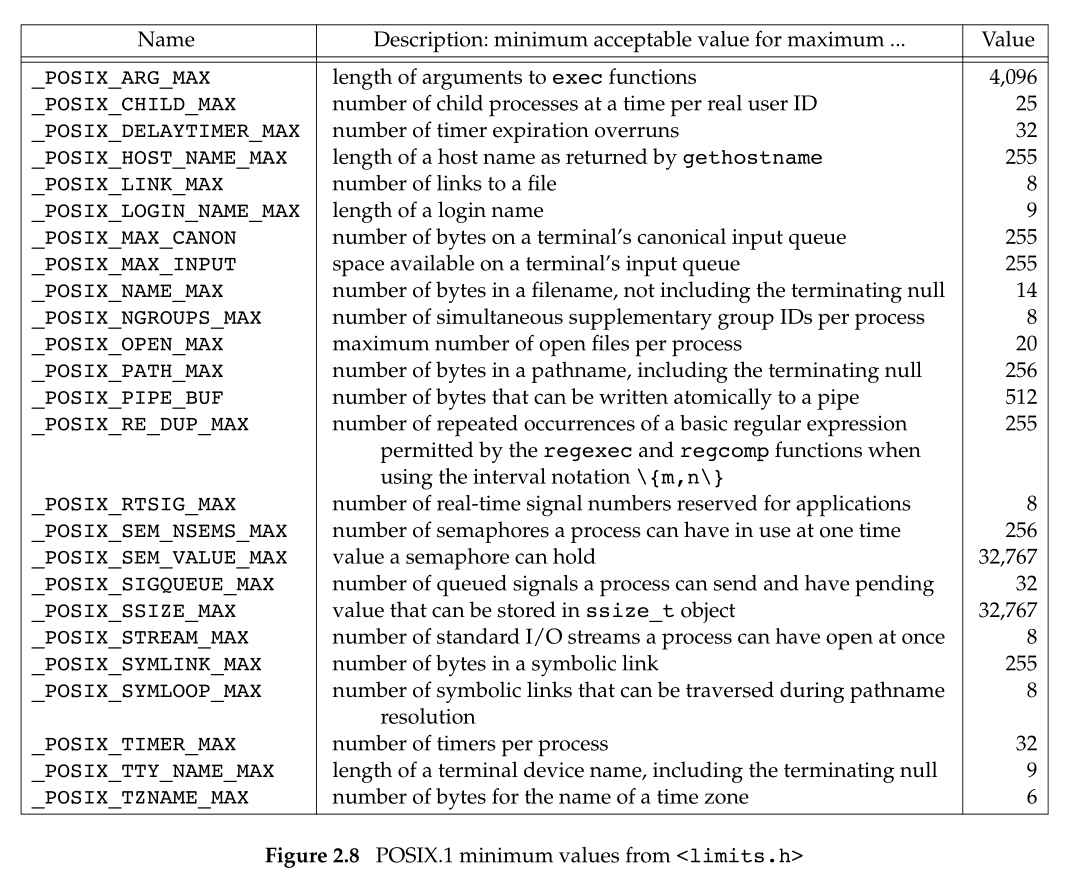 Name Description: minimum acceptable value for maximum ... Value
_POSIX_ARG_MAX length of arguments to exec functions 4,096
_POSIX_CHILD_MAX number of child processes at a time per real user ID 25
_POSIX_DELAYTIMER_MAX number of timer expiration overruns 32
_POSIX_HOST_NAME_MAX length of a host name as returned by gethostname 255
_POSIX_LINK_MAX number of links to a file 8
_POSIX_LOGIN_NAME_MAX length of a login name 9
_POSIX_MAX_CANON number of bytes on a terminal’s canonical input queue 255
_POSIX_MAX_INPUT space available on a terminal’s input queue 255
_POSIX_NAME_MAX number of bytes in a filename, not including the terminating null 14
_POSIX_NGROUPS_MAX number of simultaneous supplementary group IDs per process 8
_POSIX_OPEN_MAX maximum number of open files per process 20
_POSIX_PATH_MAX number of bytes in a pathname, including the terminating null 256
_POSIX_PIPE_BUF number of bytes that can be written atomically to a pipe 512
_POSIX_RE_DUP_MAX number of repeated occurrences of a basic regular expression 255
permitted by the regexec and regcomp functions when
using the interval notation \{m,n\}
_POSIX_RTSIG_MAX number of real-time signal numbers reserved for applications 8
_POSIX_SEM_NSEMS_MAX number of semaphores a process can have in use at one time 256
_POSIX_SEM_VALUE_MAX value a semaphore can hold 32,767
_POSIX_SIGQUEUE_MAX number of queued signals a process can send and have pending 32
_POSIX_SSIZE_MAX value that can be stored in ssize_t object 32,767
_POSIX_STREAM_MAX number of standard I/O streams a process can have open at once 8
_POSIX_SYMLINK_MAX number of bytes in a symbolic link 255
_POSIX_SYMLOOP_MAX number of symbolic links that can be traversed during pathname 8
resolution
_POSIX_TIMER_MAX number of timers per process 32
_POSIX_TTY_NAME_MAX length of a terminal device name, including the terminating null 9
_POSIX_TZNAME_MAX number of bytes for the name of a time zone 6
Figure 2.8 POSIX.1 minimum values from <limits.h>